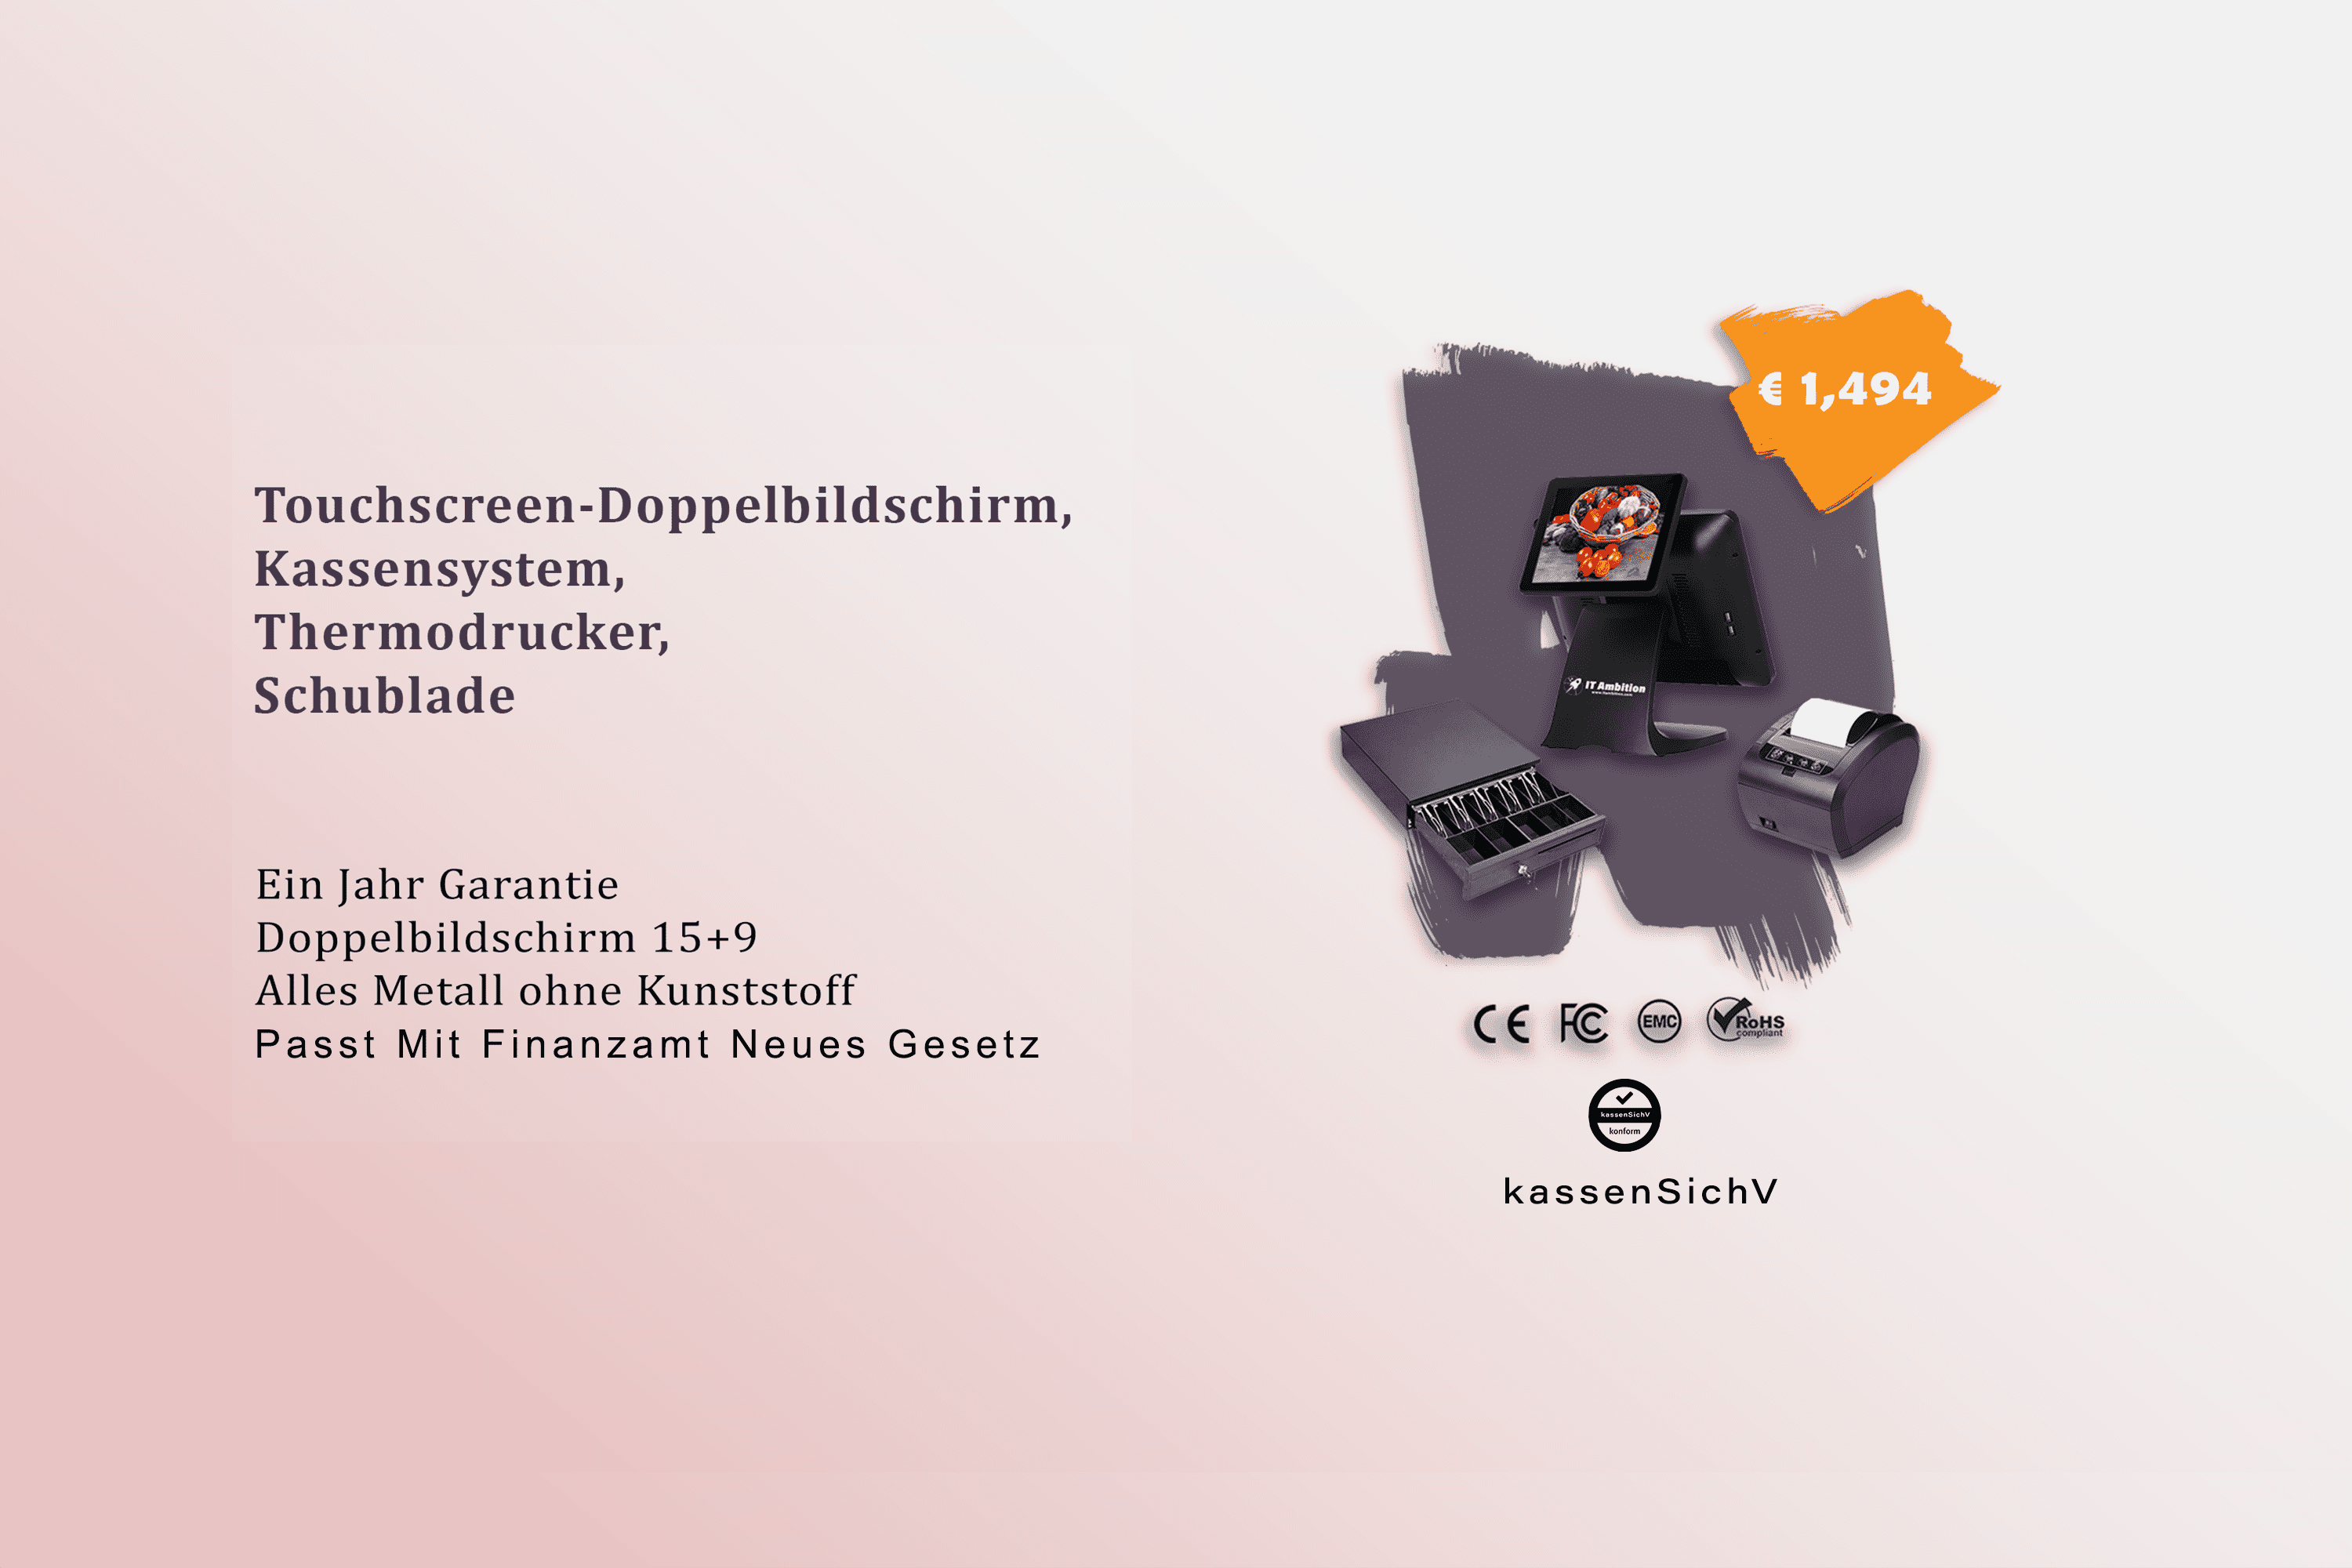 Touchscreen-Doppelbildschirm,
Kassensystem,
Thermodrucker,
Schublade
Ein Jahr Garantie
Doppelbildschirm 15+9
Alles Metall ohne Kunststoff
Passt Mit Finanzamt Neues Gesetz
€ 1,494
IT Ambition
CE FC EMC RoHS
compliant
kassenSichV
konform
kassenSichV